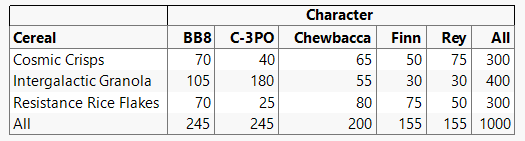 Character
Cereal BB8 C-3PO Chewbacca Finn Rey All
Cosmic Crisps 70 40 65 50 75 300
Intergalactic Granola 105 180 55 30 30 400
Resistance Rice Flakes 70 25 80 75 50 300
All 245 245 200 155 155 1000